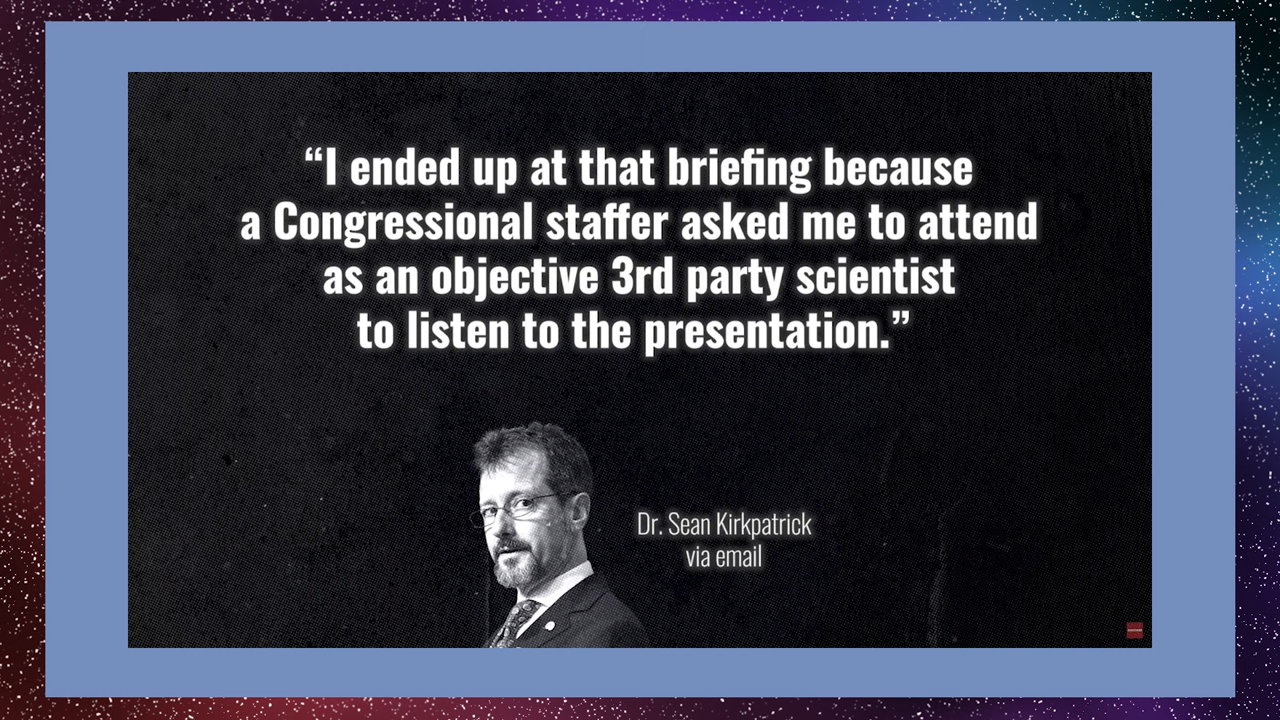 “I ended up at that briefing because
a Congressional staffer asked me to attend
as an objective 3rd party scientist
to listen to the presentation.”
Dr. Sean Kirkpatrick
via email